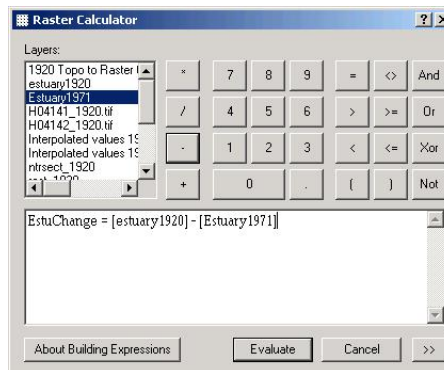 Raster Calculator
Layers:
1920 Topo to Raster
estuary1920
Estuary1971
H04141_1920.tif
H04142_1920.tif
Interpolated values
Interpolated values
ntrsect_1920
* 7 8 9 = <> And
/ 4 5 6 > >= Or
- 1 2 3 < <= Xor
+ 0 . ( ) Not
EstuChange = [estuary1920] - [Estuary1971]
About Building Expressions Evaluate Cancel >>